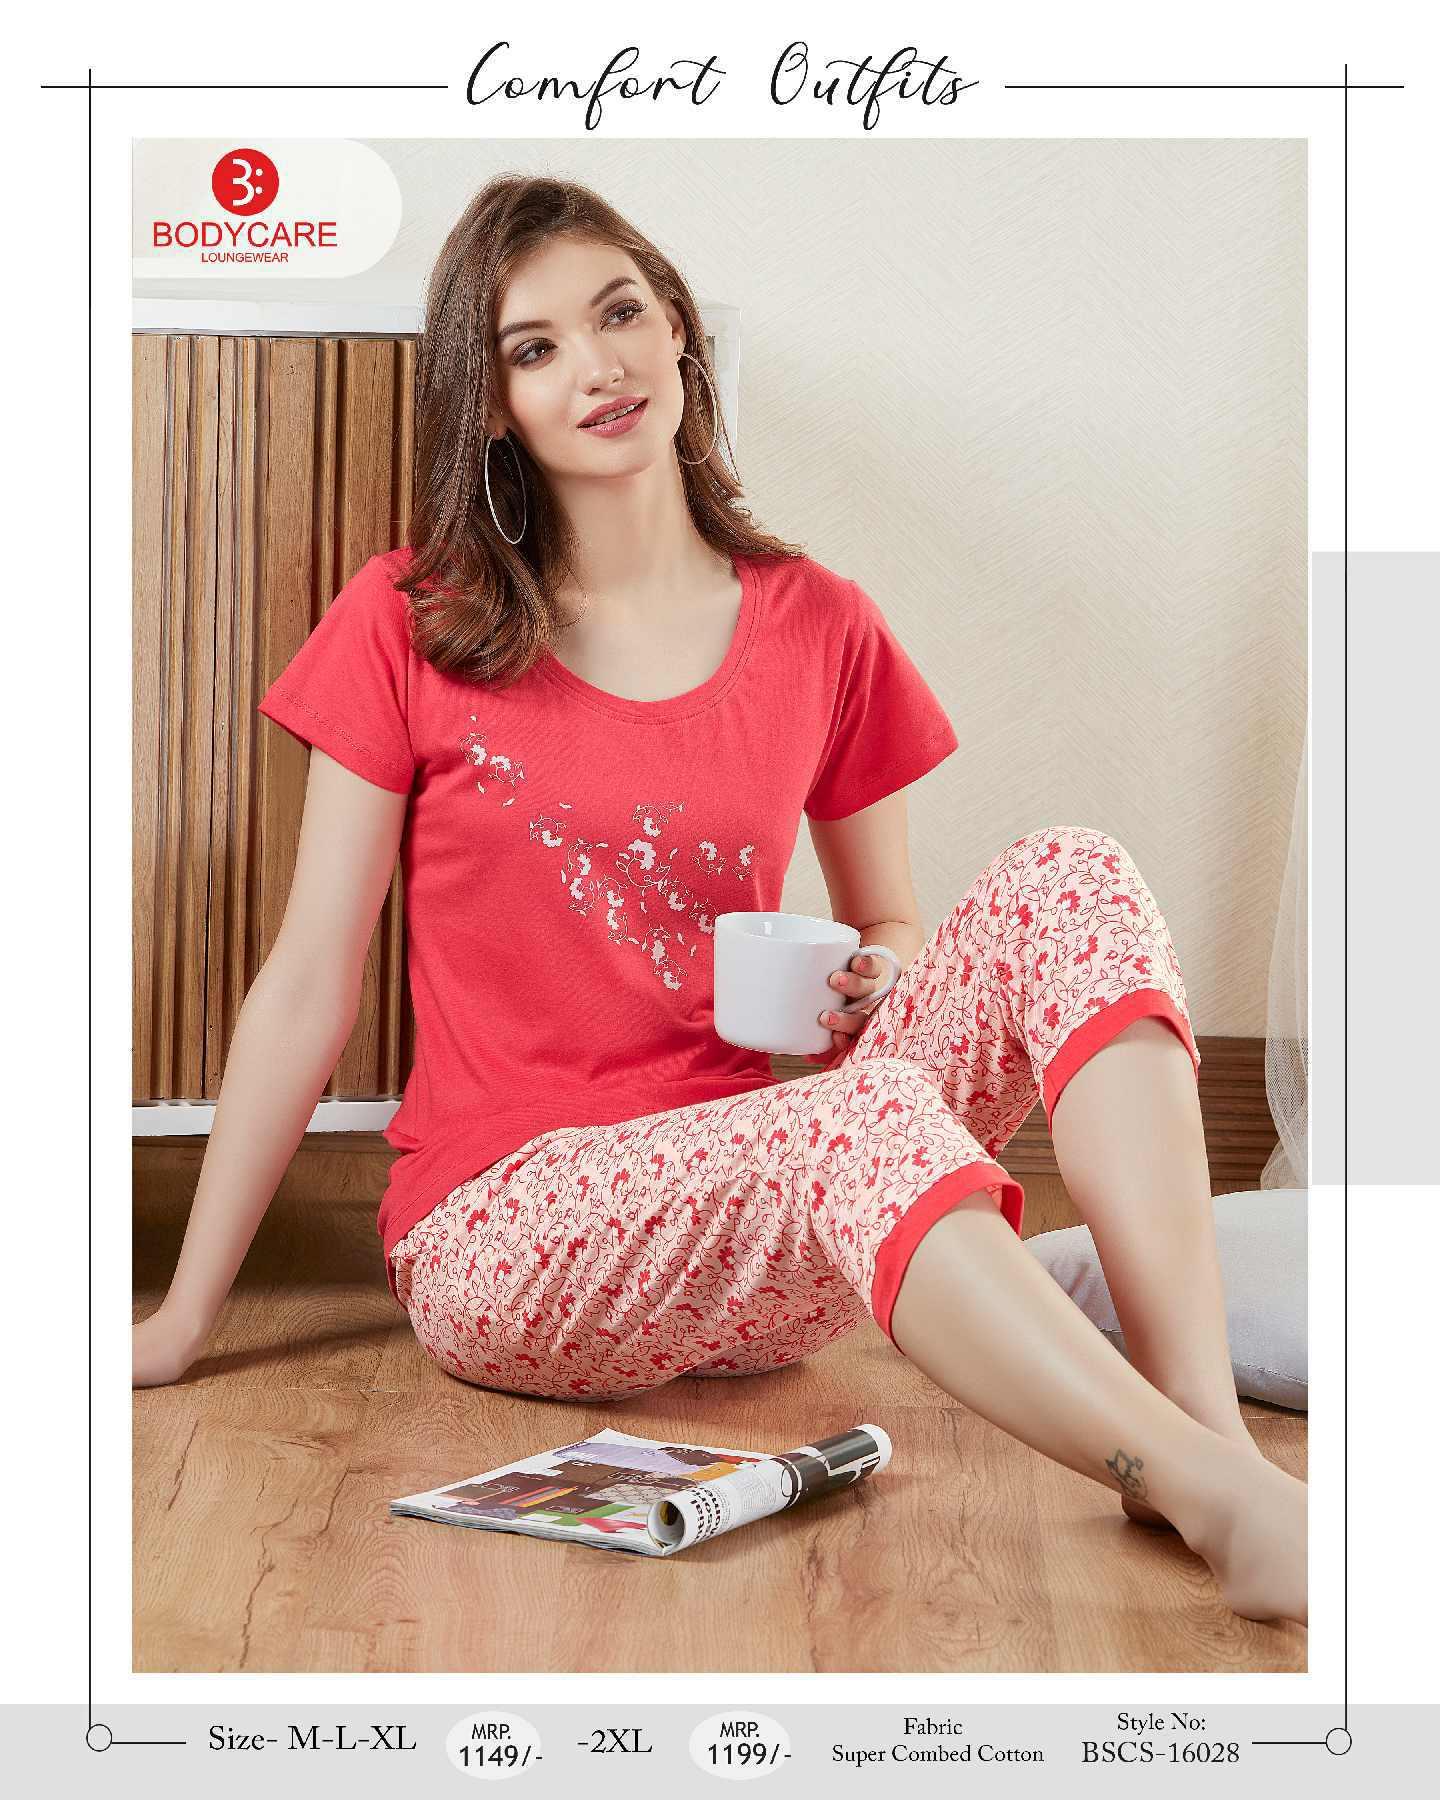 Comfort Outfits
BODYCARE
LOUNGEWEAR
Size- M-L-XL
MRP.
1149/-
-2XL
MRP.
1199/-
Fabric
Super Combed Cotton
Style No:
BSCS-16028